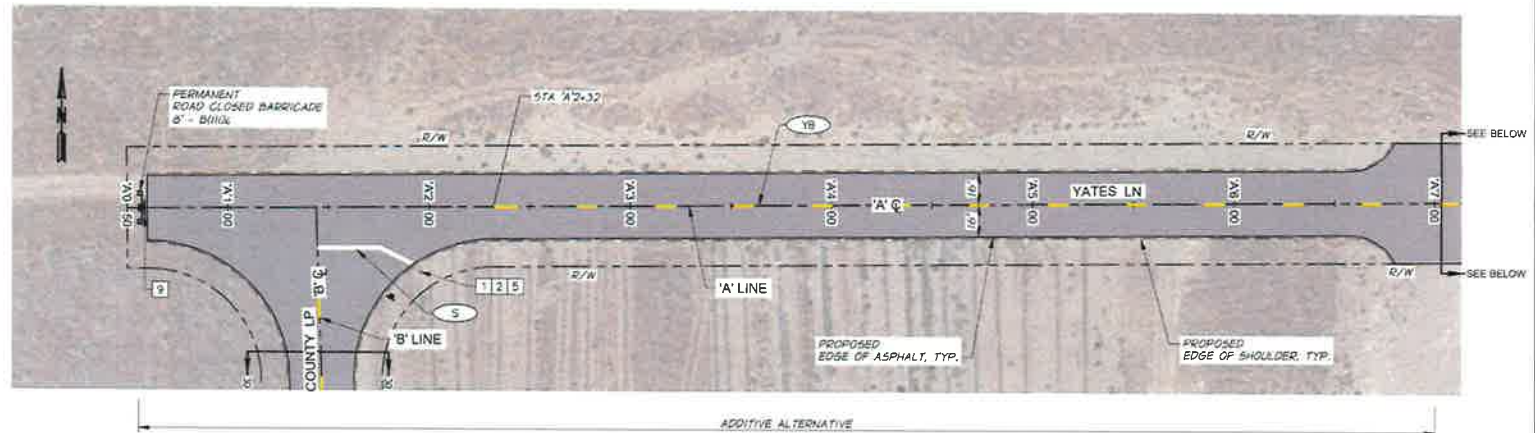 N
PERMANENT
ROAD CLOSED BARRICADE
STA 'A'2+32
YB
R/W
R/W
SEE BELOW
'A'0+50
'A'1+00
'A'2+00
'A'3+00
'A'4+00
'A' ℄
16'
16'
'A'5+00
YATES LN
'A'6+00
'A'7+00
9
'B' ℄
1 2 5
R/W
'A' LINE
R/W
SEE BELOW
S
COUNTY LP
'B' LINE
PROPOSED
EDGE OF ASPHALT, TYP.
PROPOSED
EDGE OF SHOULDER, TYP.
ADDITIVE ALTERNATIVE